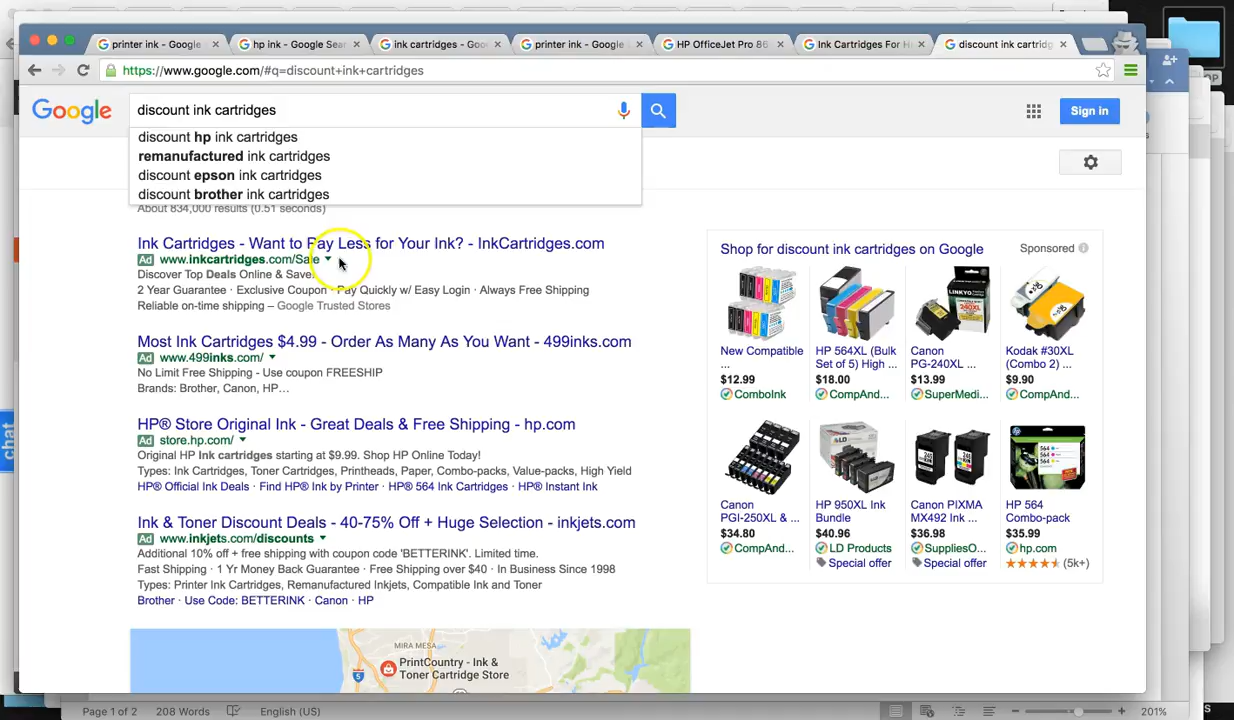 printer ink - Google S
hp ink - Google Sear
ink cartridges - Goo
printer ink - Google
HP OfficeJet Pro 86
Ink Cartridges For H
discount ink cartridg
https://www.google.com/#q=discount+ink+cartridges
Google
discount ink cartridges
Sign in
discount hp ink cartridges
remanufactured ink cartridges
discount epson ink cartridges
discount brother ink cartridges
About 834,000 results (0.51 seconds)
Ink Cartridges - Want to Pay Less for Your Ink? - InkCartridges.com
Ad www.inkcartridges.com/Sale
Discover Top Deals Online & Save.
2 Year Guarantee · Exclusive Coupon · Pay Quickly w/ Easy Login · Always Free Shipping
Reliable on-time shipping – Google Trusted Stores
Most Ink Cartridges $4.99 - Order As Many As You Want - 499inks.com
Ad www.499inks.com/
No Limit Free Shipping - Use coupon FREESHIP
Brands: Brother, Canon, HP…
HP® Store Original Ink - Great Deals & Free Shipping - hp.com
Ad store.hp.com/
Original HP Ink cartridges starting at $9.99. Shop HP Online Today!
Types: Ink Cartridges, Toner Cartridges, Printheads, Paper, Combo-packs, Value-packs, High Yield
HP® Official Ink Deals · Find HP® Ink by Printer · HP® 564 Ink Cartridges · HP® Instant Ink
Ink & Toner Discount Deals - 40-75% Off + Huge Selection - inkjets.com
Ad www.inkjets.com/discounts
Additional 10% off + free shipping with coupon code 'BETTERINK'. Limited time.
Fast Shipping · 1 Yr Money Back Guarantee · Free Shipping over $40 · In Business Since 1998
Types: Printer Ink Cartridges, Remanufactured Inkjets, Compatible Ink and Toner
Brother · Use Code: BETTERINK · Canon · HP
MIRA MESA
PrintCountry - Ink &
Toner Cartridge Store
5
Shop for discount ink cartridges on Google
Sponsored
New Compatible
...
$12.99
ComboInk
HP 564XL (Bulk
Set of 5) High ...
$18.00
CompAnd...
LINKYO
240XL
Canon
PG-240XL ...
$13.99
SuperMedi...
Kodak #30XL
(Combo 2) ...
$9.90
CompAnd...
Canon
PGI-250XL & ...
$34.80
CompAnd...
LD
HP 950XL Ink
Bundle
$40.96
LD Products
Special offer
Canon PIXMA
MX492 Ink ...
$36.98
SuppliesO...
Special offer
HP 564
Combo-pack
$35.99
hp.com
(5k+)
chat
Page 1 of 2
208 Words
English (US)
201%